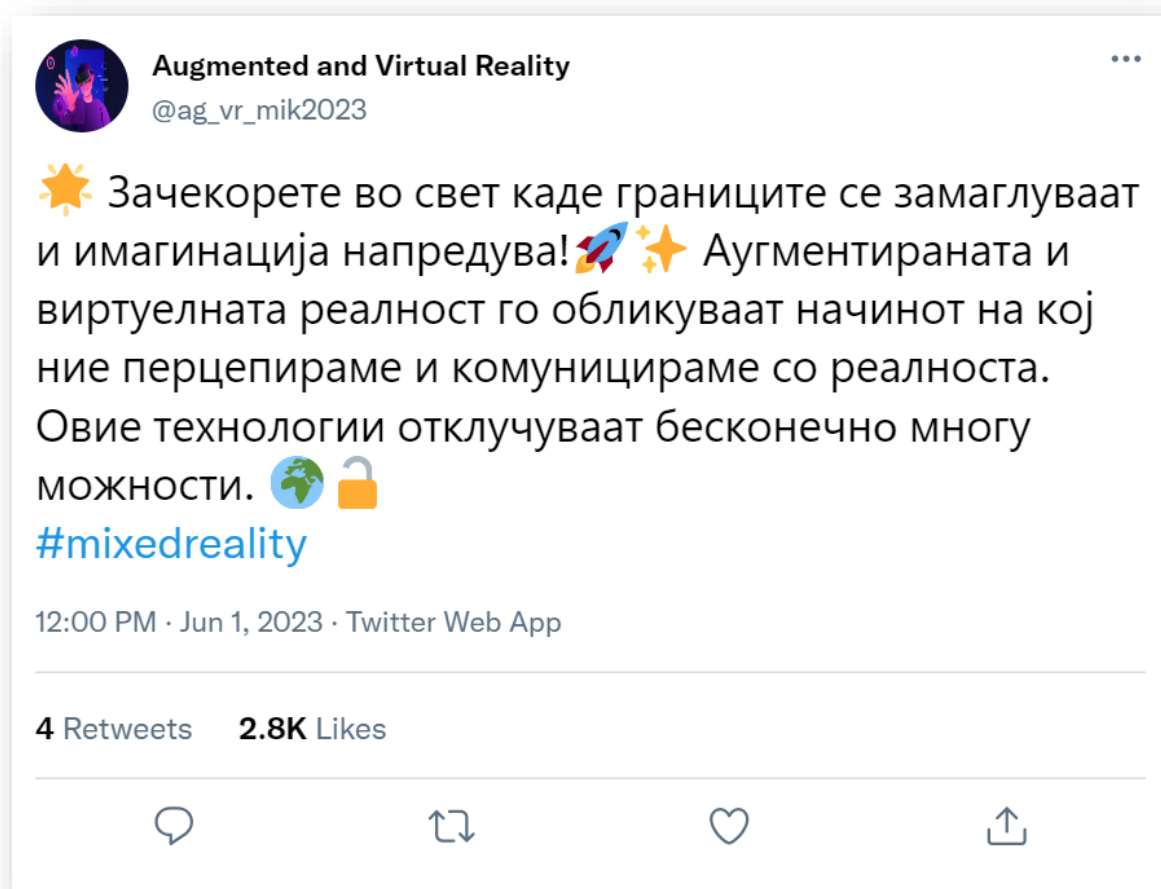 Augmented and Virtual Reality
@ag_vr_mik2023
🌟 Зачекорете во свет каде границите се замаглуваат
и имагинација напредува!🚀✨ Аугментираната и
виртуелната реалност го обликуваат начинот на кој
ние перцепираме и комуницираме со реалноста.
Овие технологии отклучуваат бесконечно многу
можности. 🌍🔓
#mixedreality
12:00 PM · Jun 1, 2023 · Twitter Web App
4 Retweets 2.8K Likes